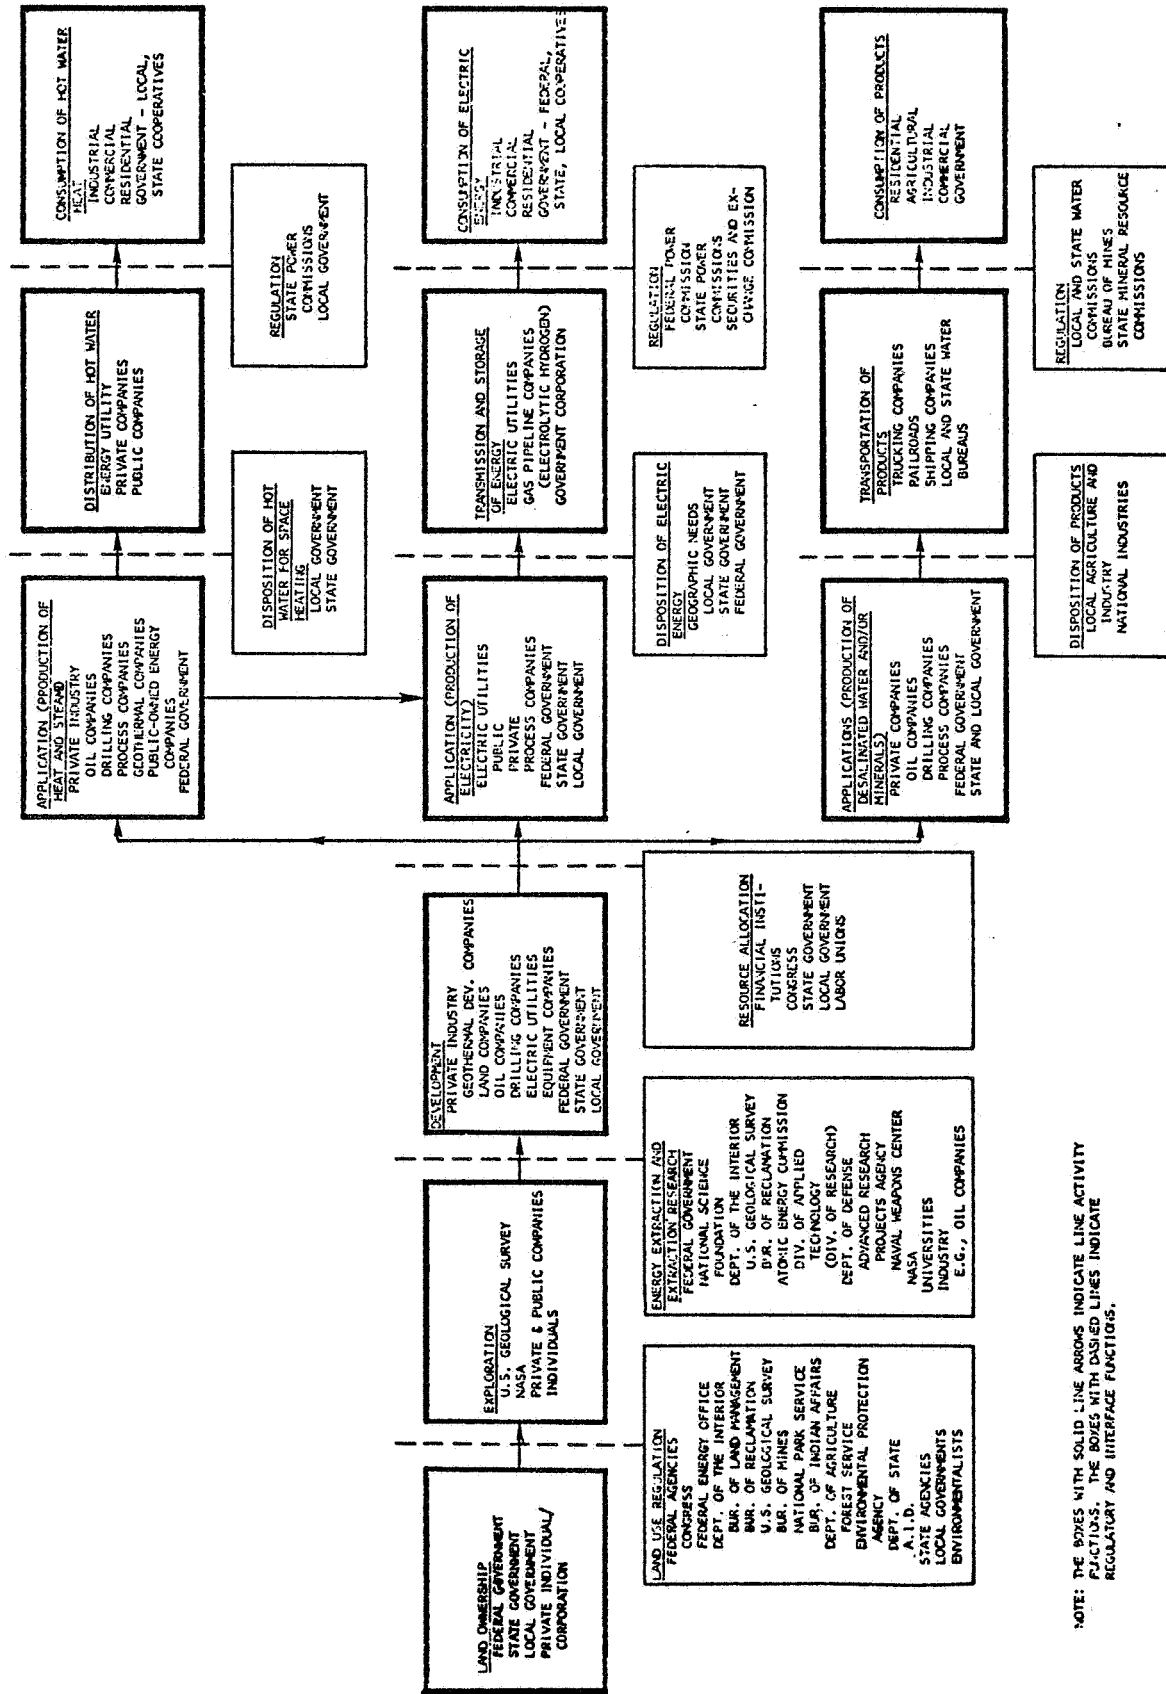 LAND OWNERSHIP
FEDERAL GOVERNMENT
STATE GOVERNMENT
LOCAL GOVERNMENT
PRIVATE INDIVIDUAL/
CORPORATION
LAND USE REGULATION
FEDERAL AGENCIES
CONGRESS
FEDERAL ENERGY OFFICE
DEPT. OF THE INTERIOR
BUR. OF LAND MANAGEMENT
BUR. OF RECLAMATION
U.S. GEOLOGICAL SURVEY
BUR. OF MINES
NATIONAL PARK SERVICE
BUR. OF INDIAN AFFAIRS
DEPT. OF AGRICULTURE
FOREST SERVICE
ENVIRONMENTAL PROTECTION
AGENCY
DEPT. OF STATE
A.I.D.
STATE AGENCIES
LOCAL GOVERNMENTS
ENVIRONMENTALISTS
EXPLORATION
U.S. GEOLOGICAL SURVEY
NASA
PRIVATE & PUBLIC COMPANIES
INDIVIDUALS
ENERGY EXTRACTION AND
EXTRACTION RESEARCH
FEDERAL GOVERNMENT
NATIONAL SCIENCE
FOUNDATION
DEPT. OF THE INTERIOR
U.S. GEOLOGICAL SURVEY
BUR. OF RECLAMATION
ATOMIC ENERGY COMMISSION
DIV. OF APPLIED
TECHNOLOGY
(DIV. OF RESEARCH)
DEPT. OF DEFENSE
ADVANCED RESEARCH
PROJECTS AGENCY
NAVAL WEAPONS CENTER
NASA
UNIVERSITIES
INDUSTRY
E.G., OIL COMPANIES
DEVELOPMENT
PRIVATE INDUSTRY
GEOTHERMAL DEV. COMPANIES
LAND COMPANIES
OIL COMPANIES
DRILLING COMPANIES
ELECTRIC UTILITIES
EQUIPMENT COMPANIES
FEDERAL GOVERNMENT
STATE GOVERNMENT
LOCAL GOVERNMENT
RESOURCE ALLOCATION
FINANCIAL INSTI-
TUTIONS
CONGRESS
STATE GOVERNMENT
LOCAL GOVERNMENT
LABOR UNIONS
APPLICATION (PRODUCTION OF
HEAT AND STEAM)
PRIVATE INDUSTRY
OIL COMPANIES
DRILLING COMPANIES
PROCESS COMPANIES
GEOTHERMAL COMPANIES
PUBLIC-OWNED ENERGY
COMPANIES
FEDERAL GOVERNMENT
DISPOSITION OF HOT
WATER FOR SPACE
HEATING
LOCAL GOVERNMENT
STATE GOVERNMENT
DISTRIBUTION OF HOT WATER
ENERGY UTILITY
PRIVATE COMPANIES
PUBLIC COMPANIES
REGULATION
STATE POWER
COMMISSIONS
LOCAL GOVERNMENT
CONSUMPTION OF HOT WATER
HEAT
INDUSTRIAL
COMMERCIAL
RESIDENTIAL
GOVERNMENT - LOCAL,
STATE COOPERATIVES
APPLICATION (PRODUCTION OF
ELECTRICITY)
ELECTRIC UTILITIES
PUBLIC
PRIVATE
PROCESS COMPANIES
FEDERAL GOVERNMENT
STATE GOVERNMENT
LOCAL GOVERNMENT
DISPOSITION OF ELECTRIC
ENERGY
GEOGRAPHIC NEEDS
LOCAL GOVERNMENT
STATE GOVERNMENT
FEDERAL GOVERNMENT
TRANSMISSION AND STORAGE
OF ENERGY
ELECTRIC UTILITIES
GAS PIPELINE COMPANIES
(ELECTROLYTIC HYDROGEN)
GOVERNMENT CORPORATION
REGULATION
FEDERAL POWER
COMMISSION
STATE POWER
COMMISSIONS
SECURITIES AND EX-
CHANGE COMMISSION
CONSUMPTION OF ELECTRIC
ENERGY
INDUSTRIAL
COMMERCIAL
RESIDENTIAL
GOVERNMENT - FEDERAL,
STATE, LOCAL COOPERATIVES
APPLICATIONS (PRODUCTION OF
DESALINATED WATER AND/OR
MINERALS)
PRIVATE COMPANIES
OIL COMPANIES
DRILLING COMPANIES
PROCESS COMPANIES
FEDERAL GOVERNMENT
STATE AND LOCAL GOVERNMENT
DISPOSITION OF PRODUCTS
LOCAL AGRICULTURE AND
INDUSTRY
NATIONAL INDUSTRIES
TRANSPORTATION OF
PRODUCTS
TRUCKING COMPANIES
RAILROADS
SHIPPING COMPANIES
LOCAL AND STATE WATER
BUREAUS
REGULATION
LOCAL AND STATE WATER
COMMISSIONS
BUREAU OF MINES
STATE MINERAL RESOURCE
COMMISSIONS
CONSUMPTION OF PRODUCTS
RESIDENTIAL
AGRICULTURAL
INDUSTRIAL
COMMERCIAL
GOVERNMENT
NOTE: THE BOXES WITH SOLID LINE ARROWS INDICATE LINE ACTIVITY
FUNCTIONS. THE BOXES WITH DASHED LINES INDICATE
REGULATORY AND INTERFACE FUNCTIONS.